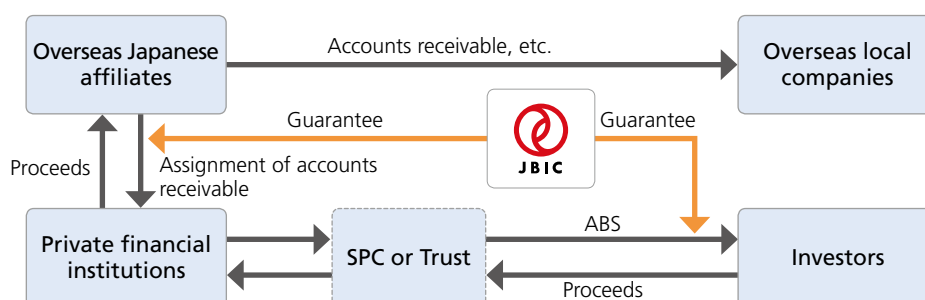 Overseas Japanese
affiliates
Accounts receivable, etc.
Overseas local
companies
Guarantee
JBIC
Guarantee
Proceeds
Assignment of accounts
receivable
Private financial
institutions
SPC or Trust
ABS
Investors
Proceeds